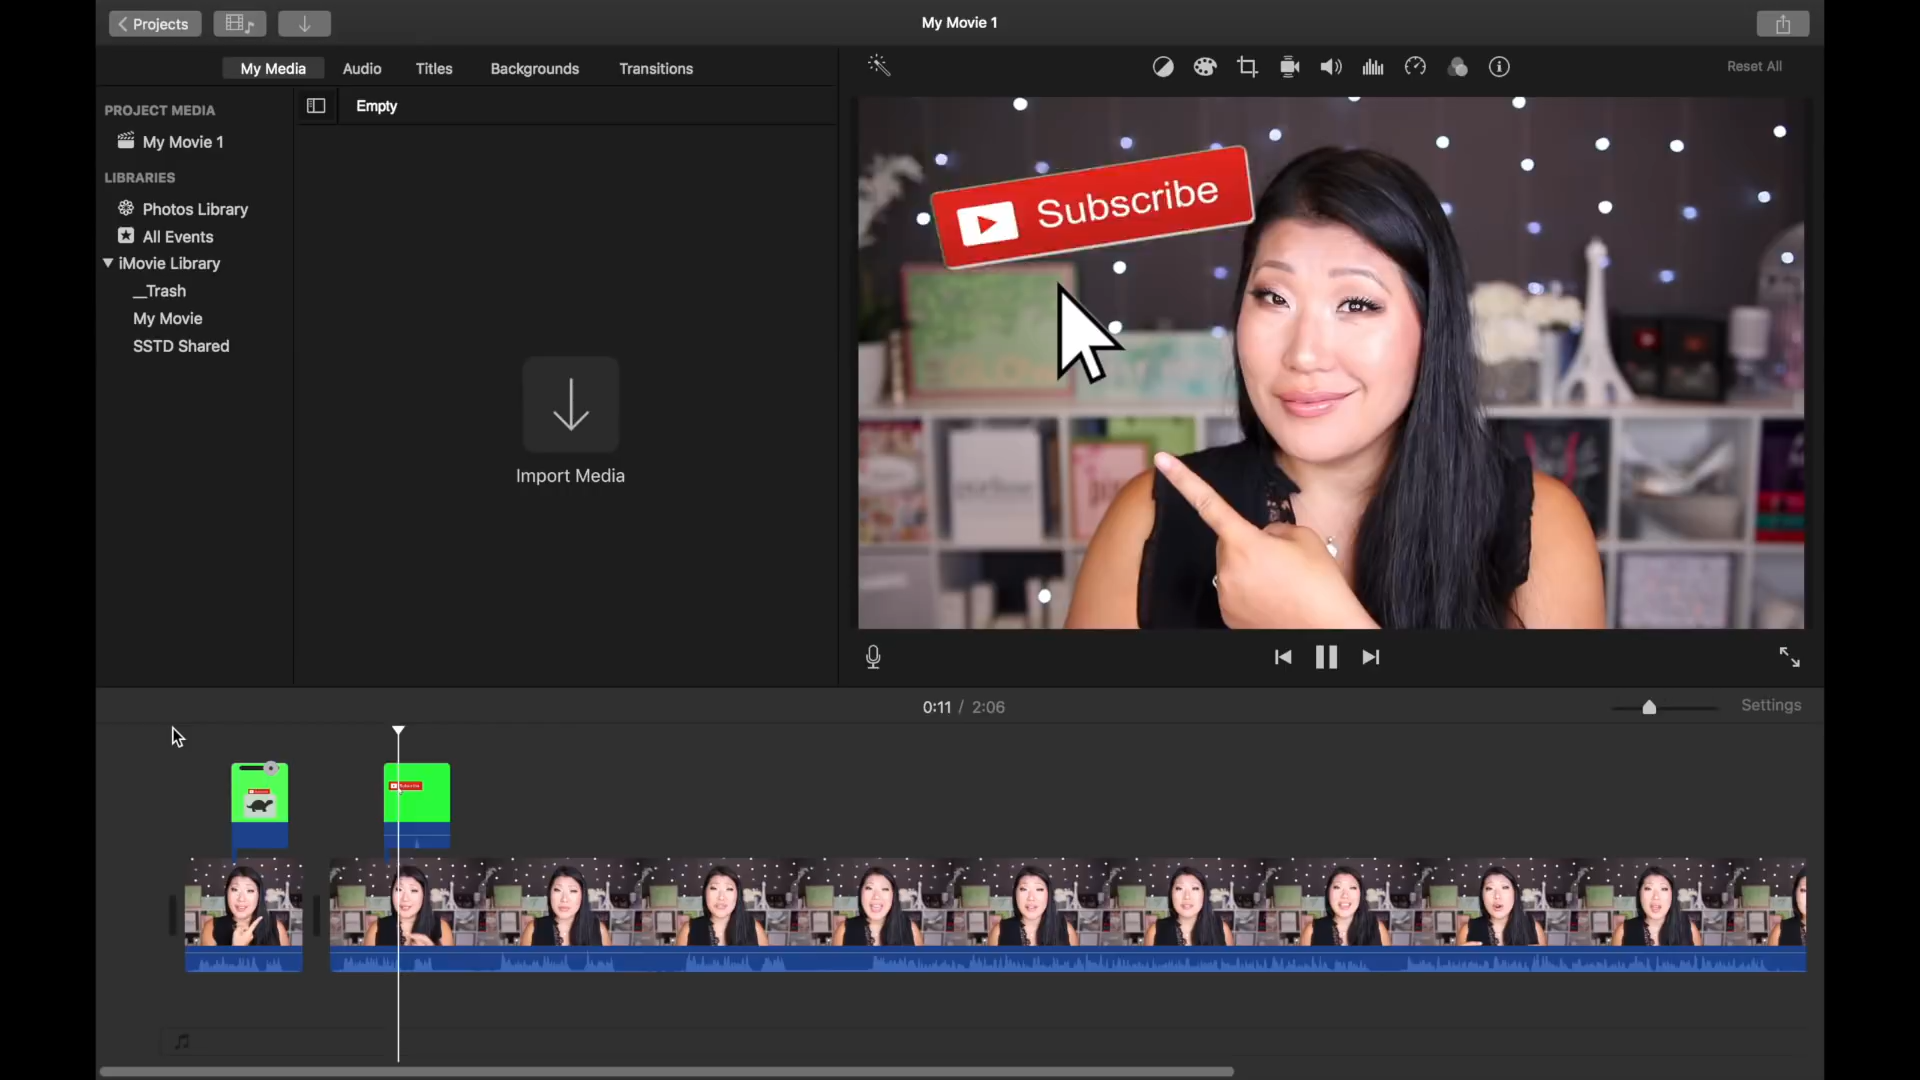 Projects
My Movie 1
My Media
Audio
Titles
Backgrounds
Transitions
Reset All
PROJECT MEDIA
My Movie 1
LIBRARIES
Photos Library
All Events
iMovie Library
__Trash
My Movie
SSTD Shared
Empty
Import Media
Subscribe
0:11 / 2:06
Settings